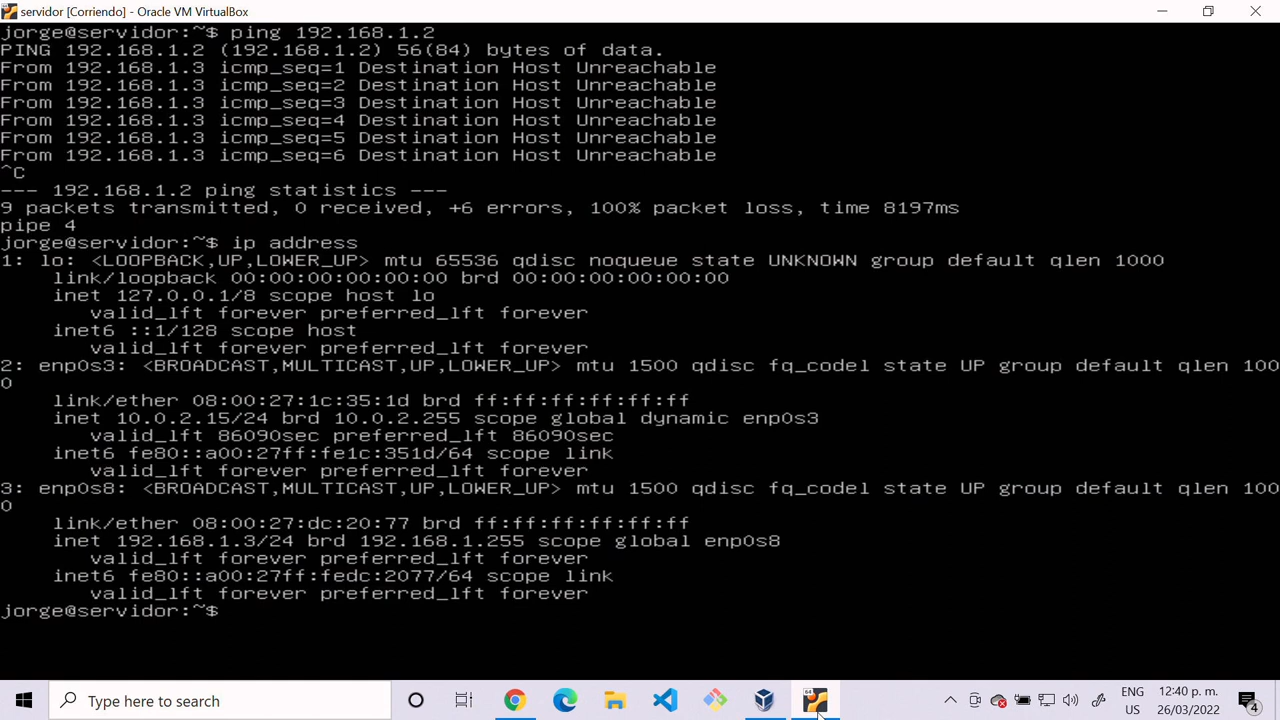 servidor [Corriendo] - Oracle VM VirtualBox
jorge@servidor:~$ ping 192.168.1.2
PING 192.168.1.2 (192.168.1.2) 56(84) bytes of data.
From 192.168.1.3 icmp_seq=1 Destination Host Unreachable
From 192.168.1.3 icmp_seq=2 Destination Host Unreachable
From 192.168.1.3 icmp_seq=3 Destination Host Unreachable
From 192.168.1.3 icmp_seq=4 Destination Host Unreachable
From 192.168.1.3 icmp_seq=5 Destination Host Unreachable
From 192.168.1.3 icmp_seq=6 Destination Host Unreachable
^C
--- 192.168.1.2 ping statistics ---
9 packets transmitted, 0 received, +6 errors, 100% packet loss, time 8197ms
pipe 4
jorge@servidor:~$ ip address
1: lo: <LOOPBACK,UP,LOWER_UP> mtu 65536 qdisc noqueue state UNKNOWN group default qlen 1000
    link/loopback 00:00:00:00:00:00 brd 00:00:00:00:00:00
    inet 127.0.0.1/8 scope host lo
       valid_lft forever preferred_lft forever
    inet6 ::1/128 scope host
       valid_lft forever preferred_lft forever
2: enp0s3: <BROADCAST,MULTICAST,UP,LOWER_UP> mtu 1500 qdisc fq_codel state UP group default qlen 100
0
    link/ether 08:00:27:1c:35:1d brd ff:ff:ff:ff:ff:ff
    inet 10.0.2.15/24 brd 10.0.2.255 scope global dynamic enp0s3
       valid_lft 86090sec preferred_lft 86090sec
    inet6 fe80::a00:27ff:fe1c:351d/64 scope link
       valid_lft forever preferred_lft forever
3: enp0s8: <BROADCAST,MULTICAST,UP,LOWER_UP> mtu 1500 qdisc fq_codel state UP group default qlen 100
0
    link/ether 08:00:27:dc:20:77 brd ff:ff:ff:ff:ff:ff
    inet 192.168.1.3/24 brd 192.168.1.255 scope global enp0s8
       valid_lft forever preferred_lft forever
    inet6 fe80::a00:27ff:fedc:2077/64 scope link
       valid_lft forever preferred_lft forever
jorge@servidor:~$
Type here to search
64
ENG
US
12:40 p. m.
26/03/2022
4